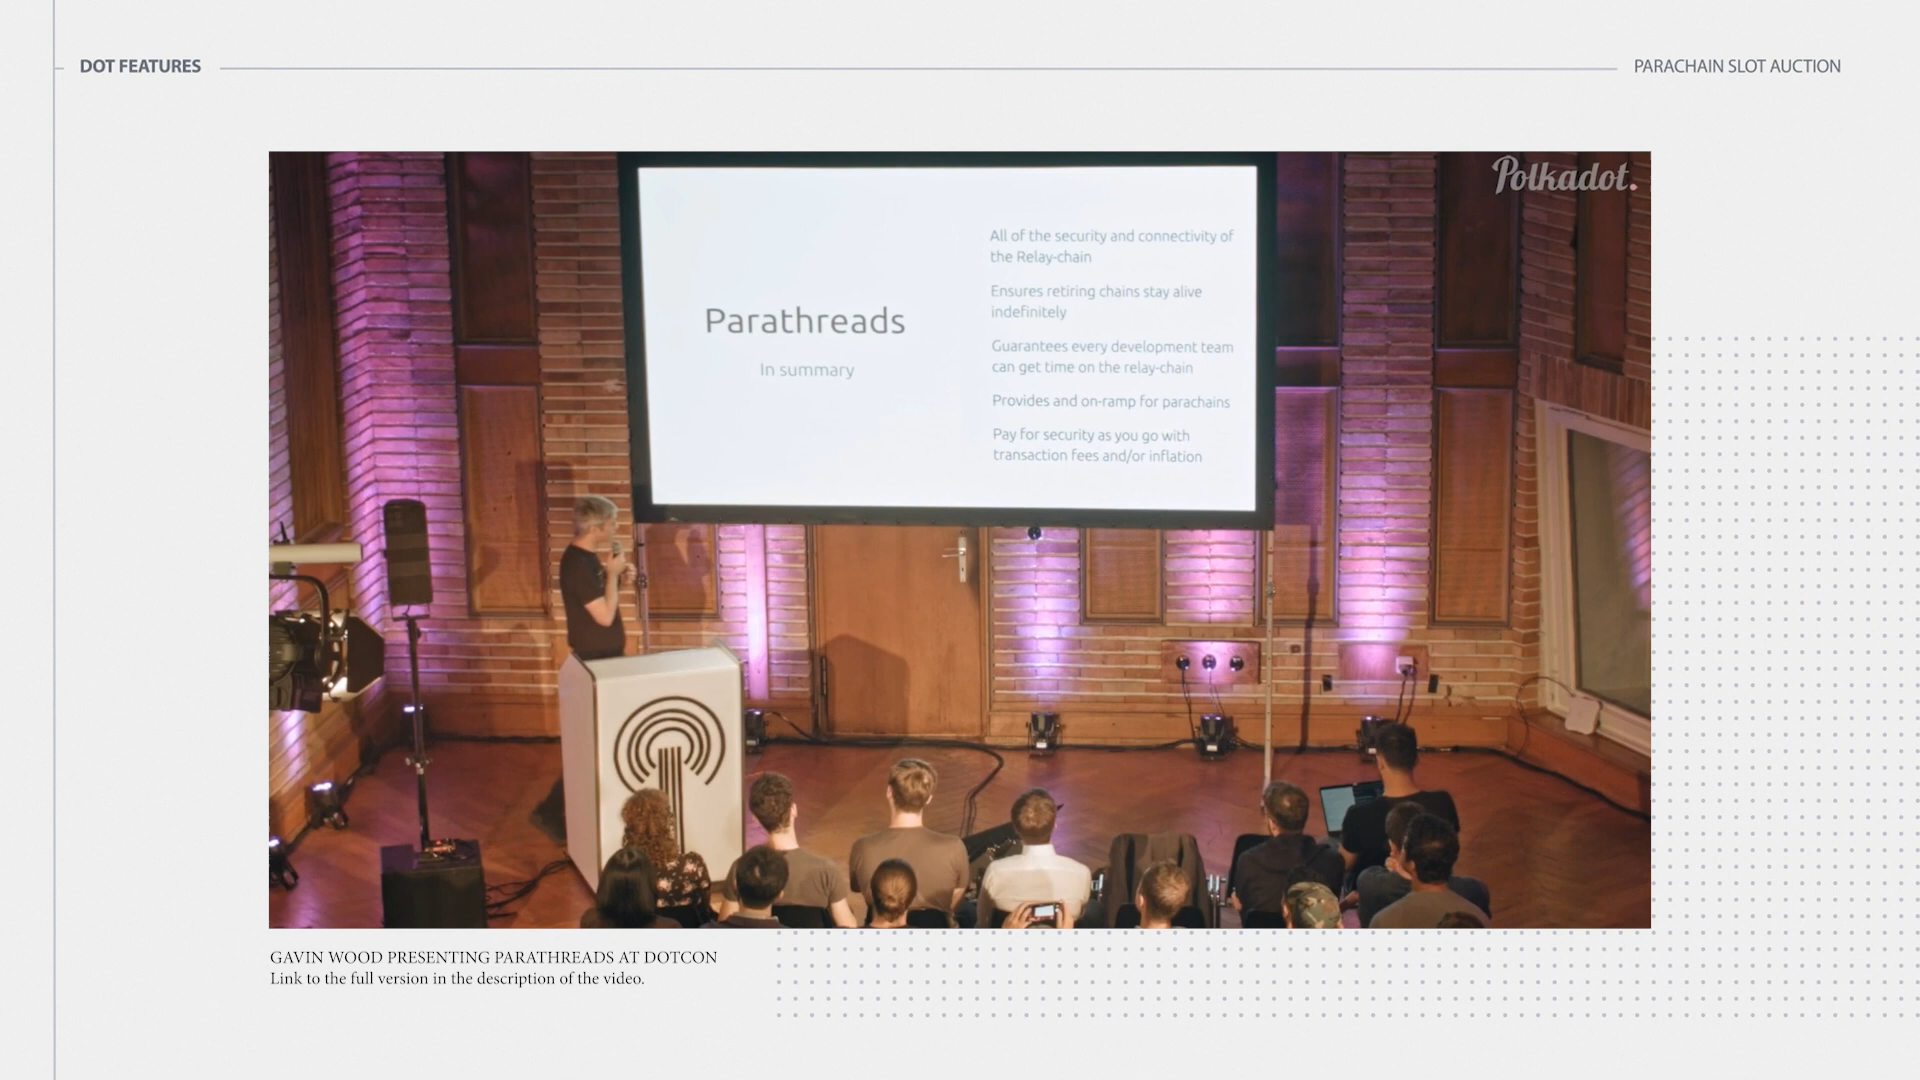 DOT FEATURES
PARACHAIN SLOT AUCTION
Polkadot.
Parathreads
In summary
All of the security and connectivity of
the Relay-chain
Ensures retiring chains stay alive
indefinitely
Guarantees every development team
can get time on the relay-chain
Provides and on-ramp for parachains
Pay for security as you go with
transaction fees and/or inflation
GAVIN WOOD PRESENTING PARATHREADS AT DOTCON
Link to the full version in the description of the video.